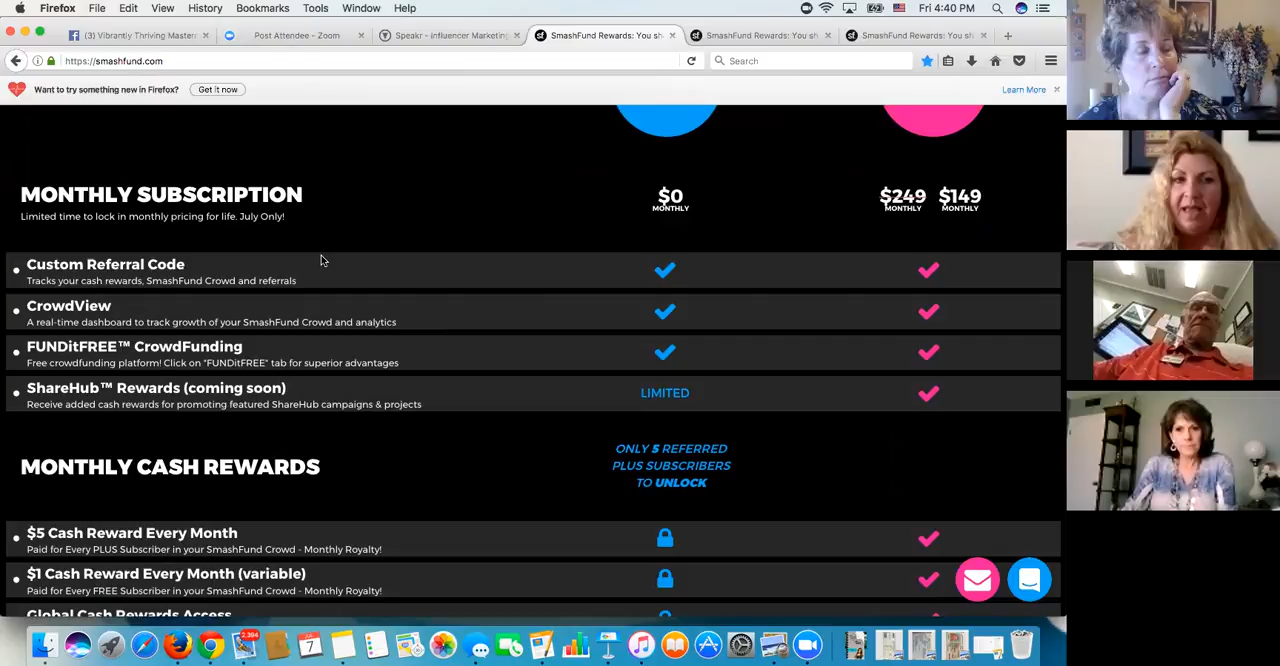 Firefox File Edit View History Bookmarks Tools Window Help Fri 4:40 PM
(3) Vibrantly Thriving Master Post Attendee - Zoom Speakr - Influencer Marketing SmashFund Rewards: You sh SmashFund Rewards: You sh SmashFund Rewards: You sh
https://smashfund.com Search
Want to try something new in Firefox? Get it now Learn More
MONTHLY SUBSCRIPTION $0 $249 $149
MONTHLY MONTHLY MONTHLY
Limited time to lock in monthly pricing for life. July Only!
Custom Referral Code
Tracks your cash rewards, SmashFund Crowd and referrals
CrowdView
A real-time dashboard to track growth of your SmashFund Crowd and analytics
FUNDitFREE™ CrowdFunding
Free crowdfunding platform! Click on "FUNDitFREE" tab for superior advantages
ShareHub™ Rewards (coming soon) LIMITED
Receive added cash rewards for promoting featured ShareHub campaigns & projects
ONLY 5 REFERRED
MONTHLY CASH REWARDS PLUS SUBSCRIBERS
TO UNLOCK
$5 Cash Reward Every Month
Paid for Every PLUS Subscriber in your SmashFund Crowd - Monthly Royalty!
$1 Cash Reward Every Month (variable)
Paid for Every FREE Subscriber in your SmashFund Crowd - Monthly Royalty!
Global Cash Rewards Access
2,394 7